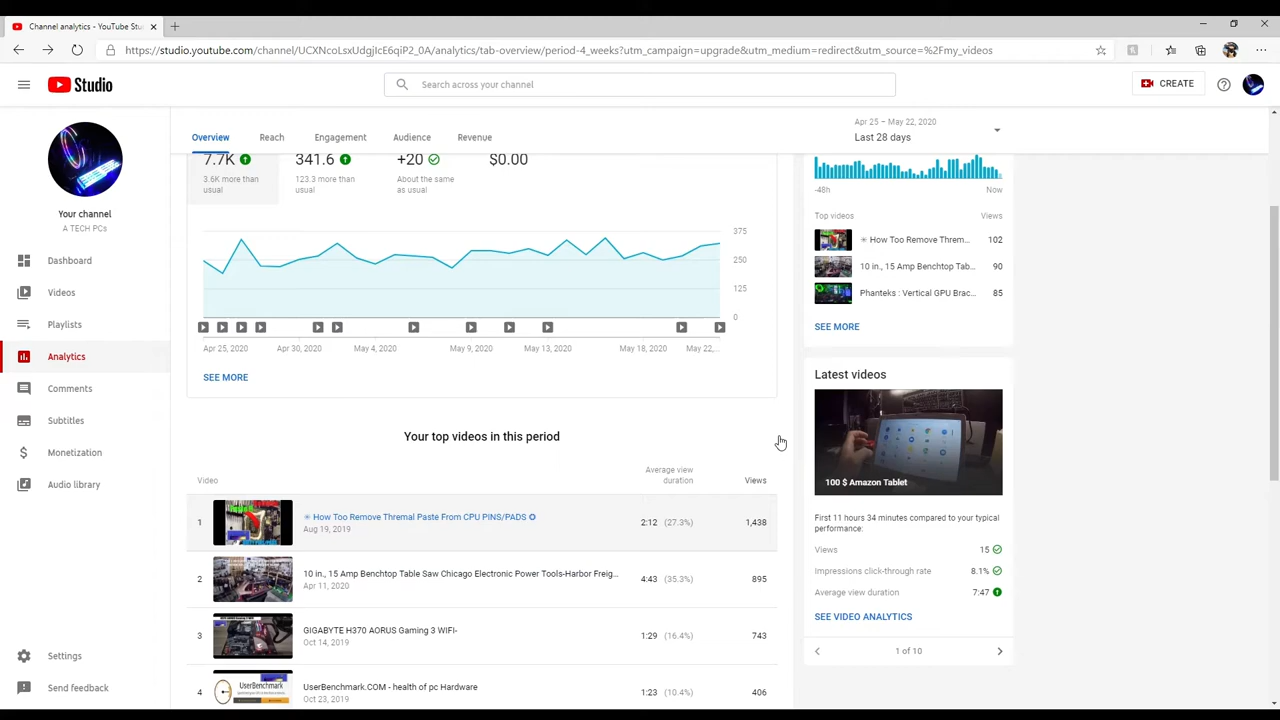 Channel analytics - YouTube Stu
https://studio.youtube.com/channel/UCXNcoLsxUdgjIcE6qiP2_0A/analytics/tab-overview/period-4_weeks?utm_campaign=upgrade&utm_medium=redirect&utm_source=%2Fmy_videos
Studio
Search across your channel
CREATE
Overview
Reach
Engagement
Audience
Revenue
Apr 25 – May 22, 2020
Last 28 days
Your channel
A TECH PCs
Dashboard
Videos
Playlists
Analytics
Comments
Subtitles
Monetization
Audio library
Settings
Send feedback
7.7K
3.6K more than
usual
341.6
123.3 more than
usual
+20
About the same
as usual
$0.00
375
250
125
0
Apr 25, 2020
Apr 30, 2020
May 4, 2020
May 9, 2020
May 13, 2020
May 18, 2020
May 22,...
SEE MORE
Your top videos in this period
Video
Average view
duration
Views
1
✳ How Too Remove Thremal Paste From CPU PINS/PADS ✪
Aug 19, 2019
2:12 (27.3%)
1,438
2
10 in., 15 Amp Benchtop Table Saw Chicago Electronic Power Tools-Harbor Freig...
Apr 11, 2020
4:43 (35.3%)
895
3
GIGABYTE H370 AORUS Gaming 3 WIFI-
Oct 14, 2019
1:29 (16.4%)
743
4
UserBenchmark
UserBenchmark.COM - health of pc Hardware
Oct 23, 2019
1:23 (10.4%)
406
-48h
Now
Top videos
Views
✳ How Too Remove Threm...
102
10 in., 15 Amp Benchtop Tab...
90
Phanteks : Vertical GPU Brac...
85
SEE MORE
Latest videos
100 $ Amazon Tablet
First 11 hours 34 minutes compared to your typical
performance:
Views
15
Impressions click-through rate
8.1%
Average view duration
7:47
SEE VIDEO ANALYTICS
1 of 10